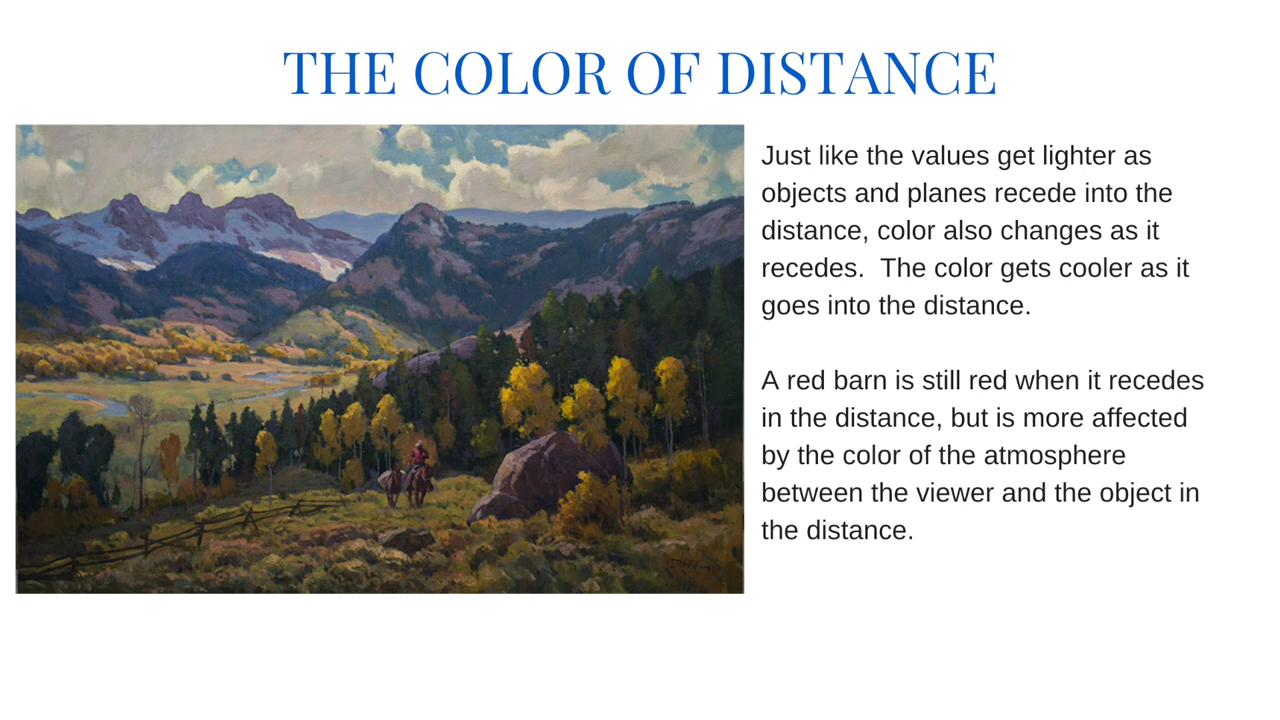 THE COLOR OF DISTANCE
Just like the values get lighter as
objects and planes recede into the
distance, color also changes as it
recedes.  The color gets cooler as it
goes into the distance.
A red barn is still red when it recedes
in the distance, but is more affected
by the color of the atmosphere
between the viewer and the object in
the distance.